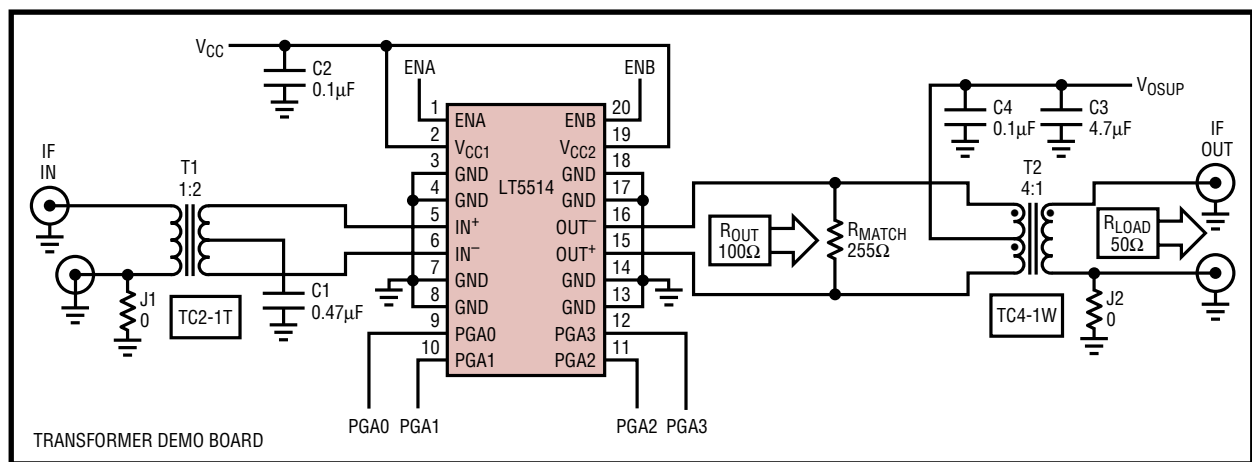 VCC
C2
0.1µF
ENA
ENB
1
ENA
2
VCC1
3
GND
4
GND
5
IN+
6
IN–
7
GND
8
GND
9
PGA0
10
PGA1
LT5514
20
ENB
19
VCC2
18
GND
17
GND
16
OUT–
15
OUT+
14
GND
13
GND
12
PGA3
11
PGA2
IF
IN
T1
1:2
J1
0
TC2-1T
C1
0.47µF
ROUT
100Ω
RMATCH
255Ω
C4
0.1µF
C3
4.7µF
VOSUP
T2
4:1
IF
OUT
RLOAD
50Ω
TC4-1W
J2
0
PGA0 PGA1
PGA2 PGA3
TRANSFORMER DEMO BOARD